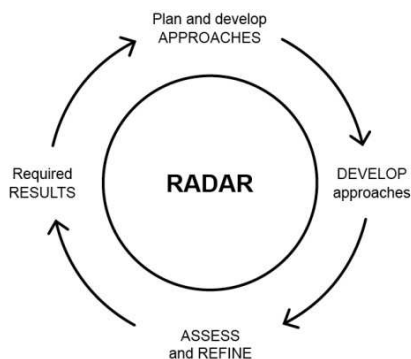 Plan and develop
APPROACHES
RADAR
Required
RESULTS
DEVELOP
approaches
ASSESS
and REFINE